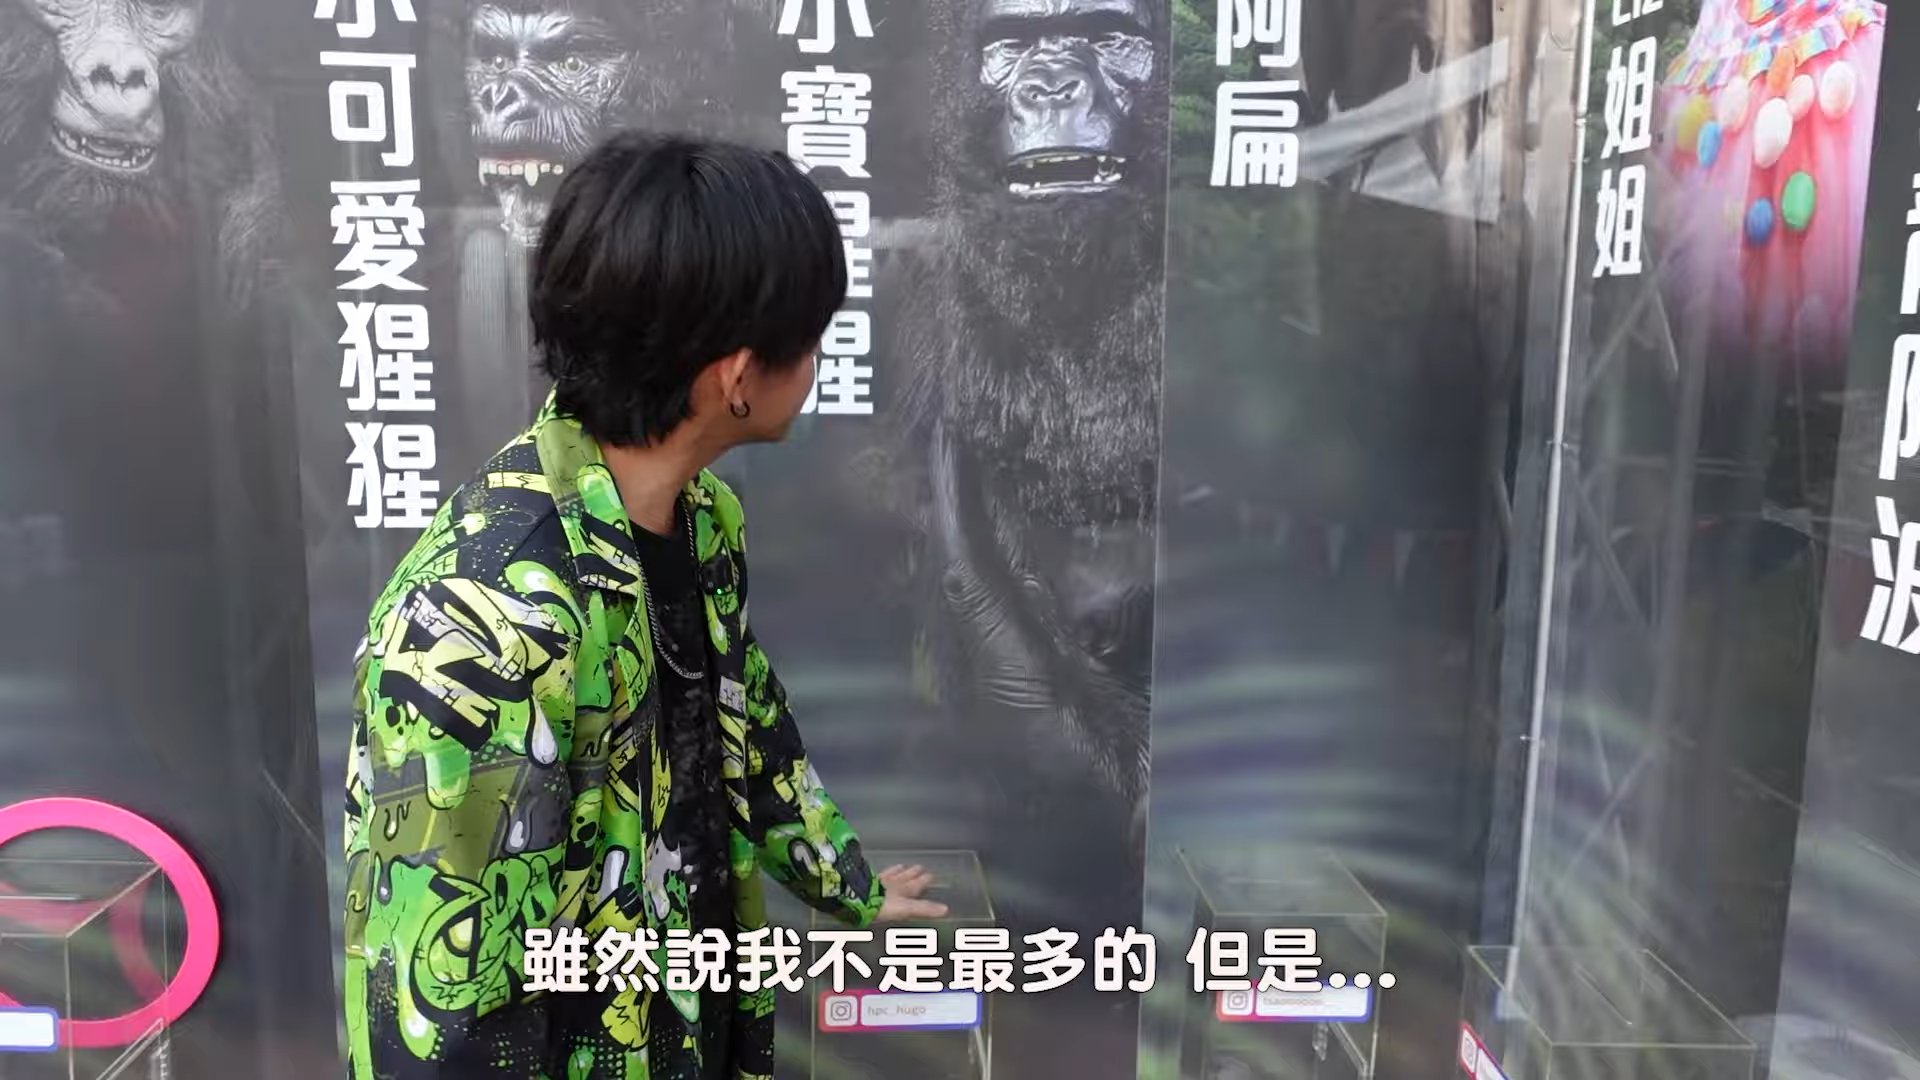 小可愛猩猩
小寶猩猩
阿扁
姐姐
波
雖然說我不是最多的 但是...
hpc_hugo